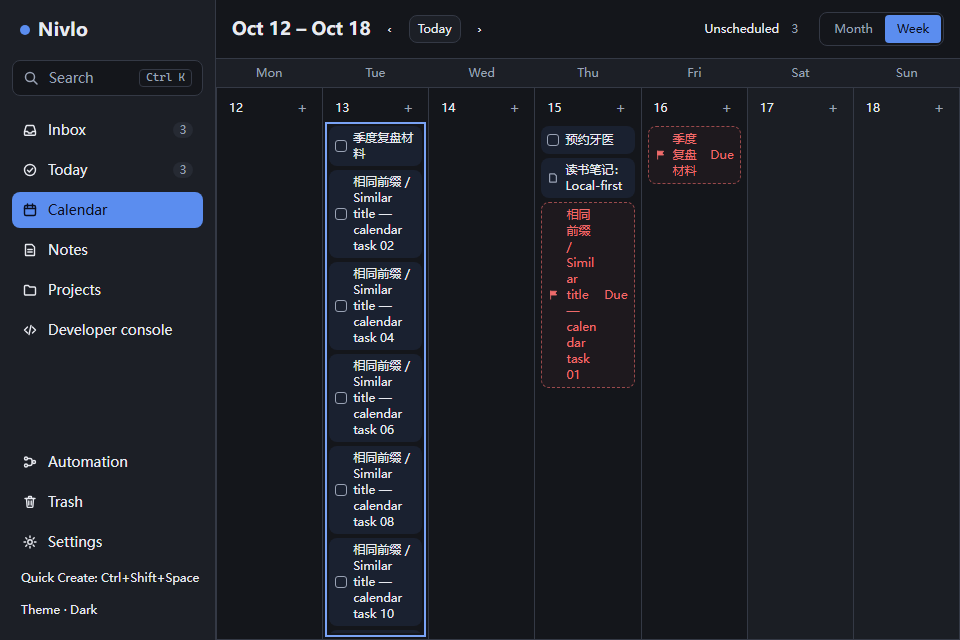 Nivlo
Search Ctrl K
Inbox 3
Today 3
Calendar
Notes
Projects
Developer console
Automation
Trash
Settings
Quick Create: Ctrl+Shift+Space
Theme · Dark
Oct 12 – Oct 18 ‹ Today ›
Unscheduled 3
Month Week
Mon Tue Wed Thu Fri Sat Sun
12 +
13 +
季度复盘材
料
相同前缀 /
Similar
title —
calendar
task 02
相同前缀 /
Similar
title —
calendar
task 04
相同前缀 /
Similar
title —
calendar
task 06
相同前缀 /
Similar
title —
calendar
task 08
相同前缀 /
Similar
title —
calendar
task 10
14 +
15 +
预约牙医
读书笔记：
Local-first
相同
前缀
/
Simil
ar
title Due
—
calen
dar
task
01
16 +
季度
复盘 Due
材料
17 +
18 +